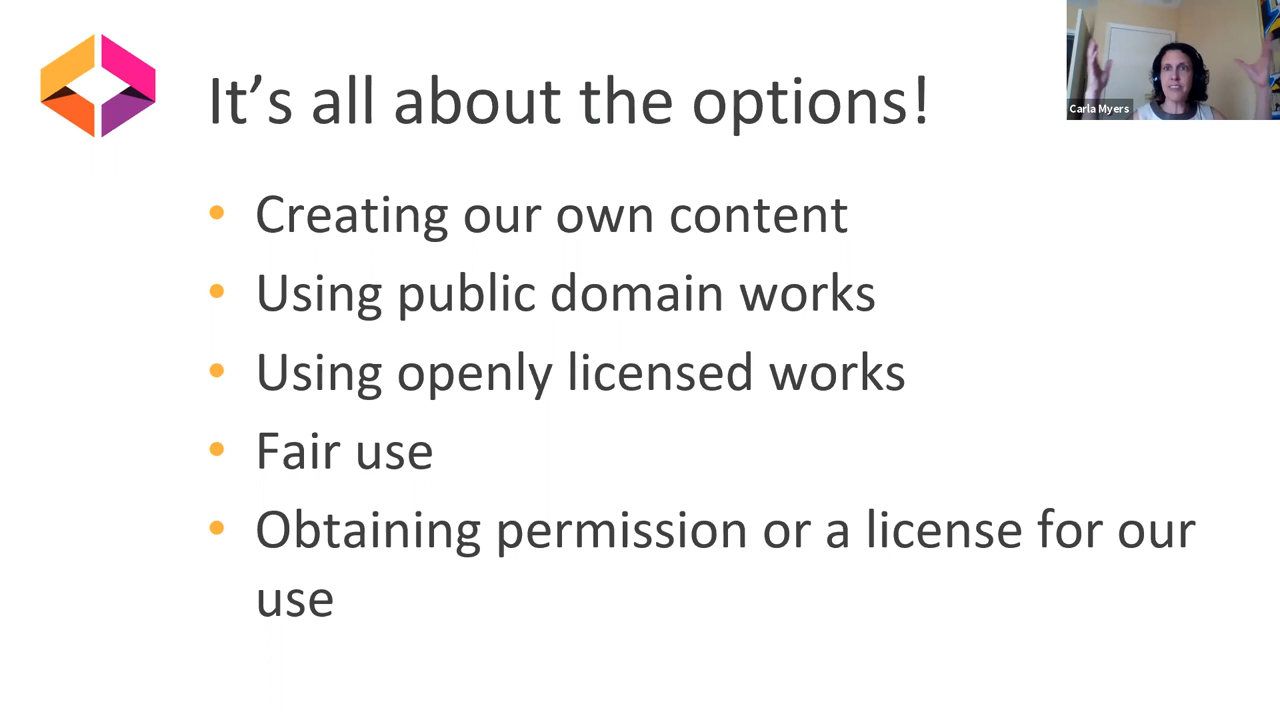 It’s all about the options!
Carla Myers
• Creating our own content
• Using public domain works
• Using openly licensed works
• Fair use
• Obtaining permission or a license for our
use